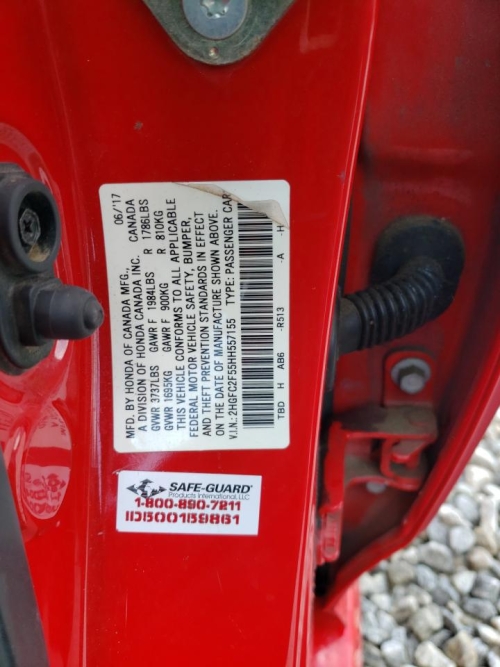 MFD. BY HONDA OF CANADA MFG. 06/'17
A DIVISION OF HONDA CANADA INC. CANADA
GVWR 3737LBS GAWR F 1984LBS R 1786LBS
GVWR 1695KG GAWR F 900KG R 810KG
THIS VEHICLE CONFORMS TO ALL APPLICABLE
FEDERAL MOTOR VEHICLE SAFETY, BUMPER,
AND THEFT PREVENTION STANDARDS IN EFFECT
ON THE DATE OF MANUFACTURE SHOWN ABOVE.
V.I.N.: 2HGFC2F55HH557155 TYPE: PASSENGER CAR
TBD H AB6 -R513 -A -H
SAFE-GUARD®
Products International, LLC
1-800-890-7211
ID500159861